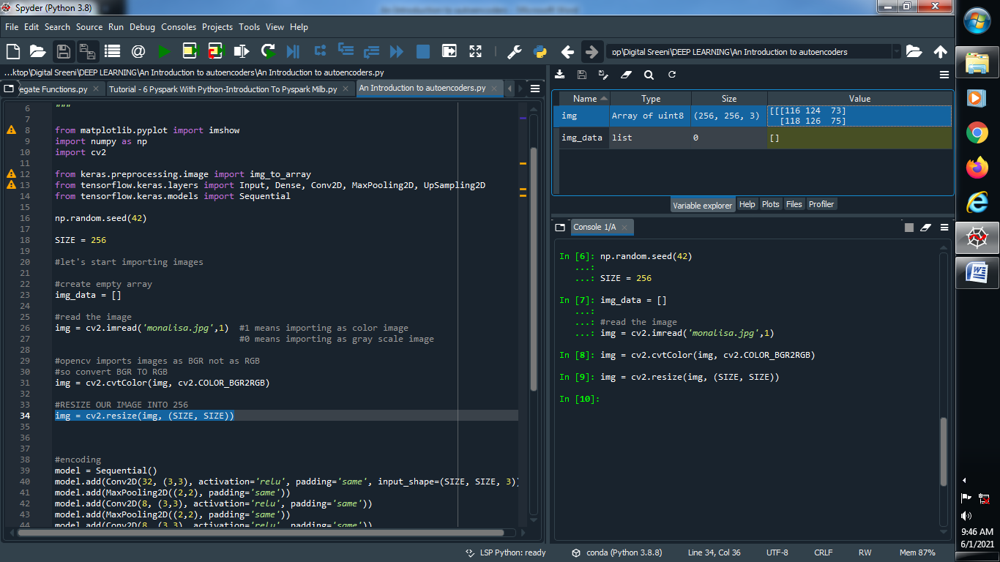 Spyder (Python 3.8)
File Edit Search Source Run Debug Consoles Projects Tools View Help
op\Digital Sreeni\DEEP LEARNING\An Introduction to autoencoders
...ktop\Digital Sreeni\DEEP LEARNING\An Introduction to autoencoders\An Introduction to autoencoders.py
egate Functions.py Tutorial - 6 Pyspark With Python-Introduction To Pyspark Milb.py An Introduction to autoencoders.py
6 """
7
8 from matplotlib.pyplot import imshow
9 import numpy as np
10 import cv2
11
12 from keras.preprocessing.image import img_to_array
13 from tensorflow.keras.layers import Input, Dense, Conv2D, MaxPooling2D, UpSampling2D
14 from tensorflow.keras.models import Sequential
15
16 np.random.seed(42)
17
18 SIZE = 256
19
20 #let's start importing images
21
22 #create empty array
23 img_data = []
24
25 #read the image
26 img = cv2.imread('monalisa.jpg',1) #1 means importing as color image
27 #0 means importing as gray scale image
28
29 #opencv imports images as BGR not as RGB
30 #so convert BGR TO RGB
31 img = cv2.cvtColor(img, cv2.COLOR_BGR2RGB)
32
33 #RESIZE OUR IMAGE INTO 256
34 img = cv2.resize(img, (SIZE, SIZE))
35
36
37
38 #encoding
39 model = Sequential()
40 model.add(Conv2D(32, (3,3), activation='relu', padding='same', input_shape=(SIZE, SIZE, 3))
41 model.add(MaxPooling2D((2,2), padding='same'))
42 model.add(Conv2D(8, (3,3), activation='relu', padding='same'))
43 model.add(MaxPooling2D((2,2), padding='same'))
44 model.add(Conv2D(8, (3,3), activation='relu', padding='same'))
Name Type Size Value
img Array of uint8 (256, 256, 3) [[[116 124 73]
[118 126 75]
img_data list 0 []
Variable explorer Help Plots Files Profiler
Console 1/A
In [6]: np.random.seed(42)
...:
...: SIZE = 256
In [7]: img_data = []
...:
...: #read the image
...: img = cv2.imread('monalisa.jpg',1)
In [8]: img = cv2.cvtColor(img, cv2.COLOR_BGR2RGB)
In [9]: img = cv2.resize(img, (SIZE, SIZE))
In [10]:
LSP Python: ready conda (Python 3.8.8) Line 34, Col 36 UTF-8 CRLF RW Mem 87%
9:46 AM
6/1/2021